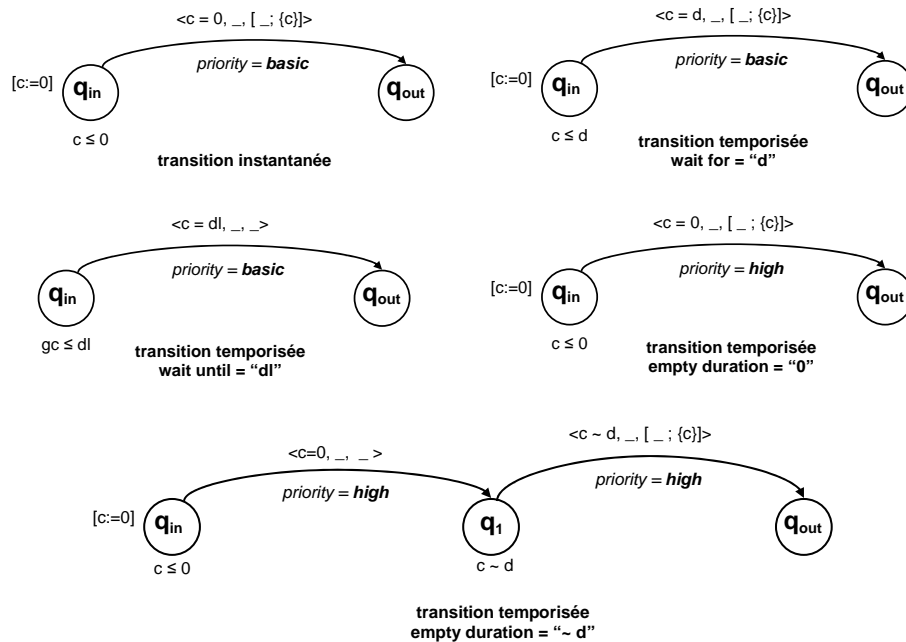 <c = 0, _, [ _; {c}]>
priority = basic
[c:=0]
qin
qout
c ≤ 0
transition instantanée
<c = d, _, [ _; {c}]>
priority = basic
[c:=0]
qin
qout
c ≤ d
transition temporisée
wait for = “d”
<c = dl, _, _>
priority = basic
qin
qout
gc ≤ dl
transition temporisée
wait until = “dl”
<c = 0, _, [ _ ; {c}]>
priority = high
[c:=0]
qin
qout
c ≤ 0
transition temporisée
empty duration = “0”
<c=0, _, _ >
priority = high
<c ~ d, _, [ _ ; {c}]>
priority = high
[c:=0]
qin
q1
qout
c ≤ 0
c ~ d
transition temporisée
empty duration = “~ d”